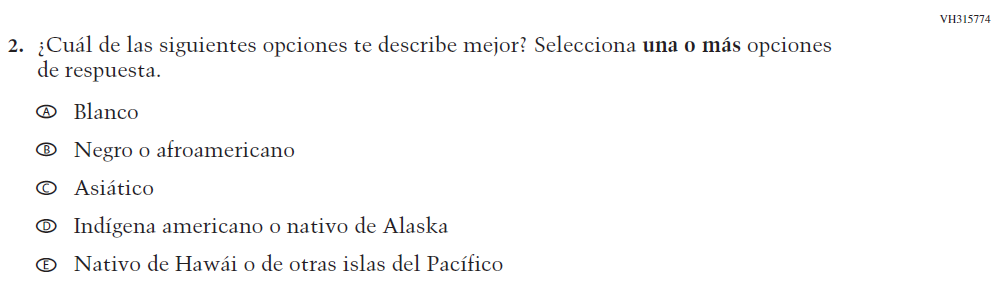 VH315774
2. ¿Cuál de las siguientes opciones te describe mejor? Selecciona una o más opciones
de respuesta.
A Blanco
B Negro o afroamericano
C Asiático
D Indígena americano o nativo de Alaska
E Nativo de Hawái o de otras islas del Pacífico